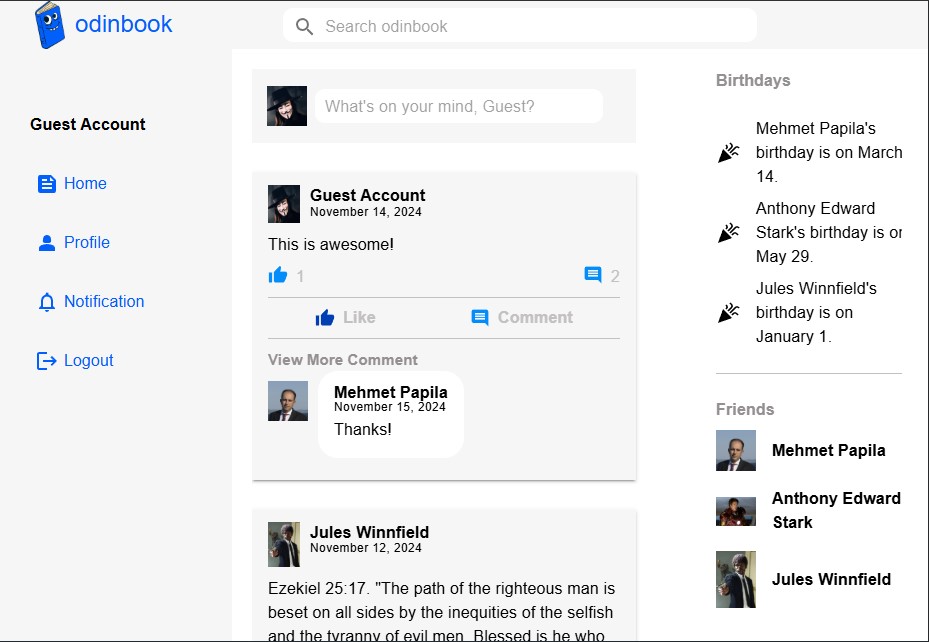 odinbook
Search odinbook
Guest Account
Home
Profile
Notification
Logout
What's on your mind, Guest?
Guest Account
November 14, 2024
This is awesome!
1
2
Like
Comment
View More Comment
Mehmet Papila
November 15, 2024
Thanks!
Jules Winnfield
November 12, 2024
Ezekiel 25:17. "The path of the righteous man is
beset on all sides by the inequities of the selfish
and the tyranny of evil men. Blessed is he who
Birthdays
Mehmet Papila's
birthday is on March
14.
Anthony Edward
Stark's birthday is on
May 29.
Jules Winnfield's
birthday is on
January 1.
Friends
Mehmet Papila
Anthony Edward
Stark
Jules Winnfield